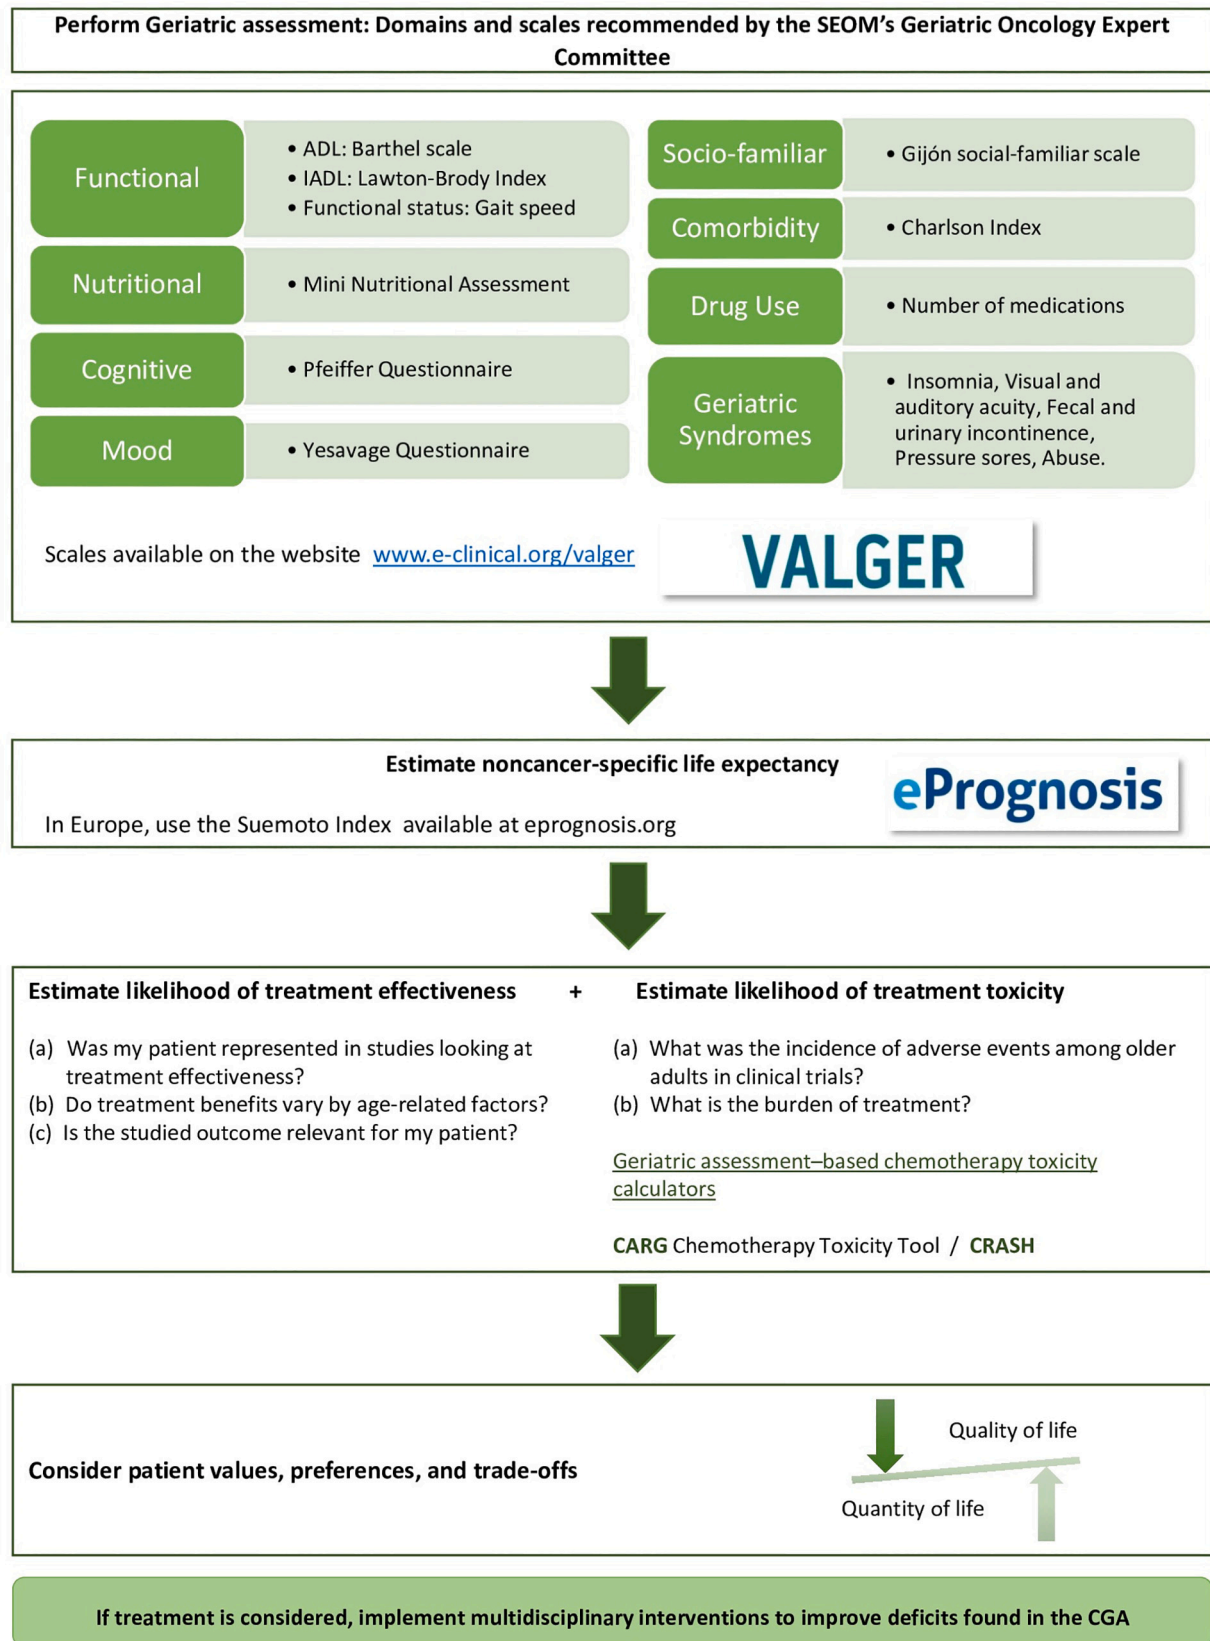 Perform Geriatric assessment: Domains and scales recommended by the SEOM’s Geriatric Oncology Expert
Committee
Functional
• ADL: Barthel scale
• IADL: Lawton-Brody Index
• Functional status: Gait speed
Nutritional
• Mini Nutritional Assessment
Cognitive
• Pfeiffer Questionnaire
Mood
• Yesavage Questionnaire
Socio-familiar
• Gijón social-familiar scale
Comorbidity
• Charlson Index
Drug Use
• Number of medications
Geriatric
Syndromes
• Insomnia, Visual and
auditory acuity, Fecal and
urinary incontinence,
Pressure sores, Abuse.
Scales available on the website www.e-clinical.org/valger
VALGER
Estimate noncancer-specific life expectancy
ePrognosis
In Europe, use the Suemoto Index available at eprognosis.org
Estimate likelihood of treatment effectiveness + Estimate likelihood of treatment toxicity
(a) Was my patient represented in studies looking at
treatment effectiveness?
(b) Do treatment benefits vary by age-related factors?
(c) Is the studied outcome relevant for my patient?
(a) What was the incidence of adverse events among older
adults in clinical trials?
(b) What is the burden of treatment?
Geriatric assessment–based chemotherapy toxicity
calculators
CARG Chemotherapy Toxicity Tool / CRASH
Consider patient values, preferences, and trade-offs
Quality of life
Quantity of life
If treatment is considered, implement multidisciplinary interventions to improve deficits found in the CGA